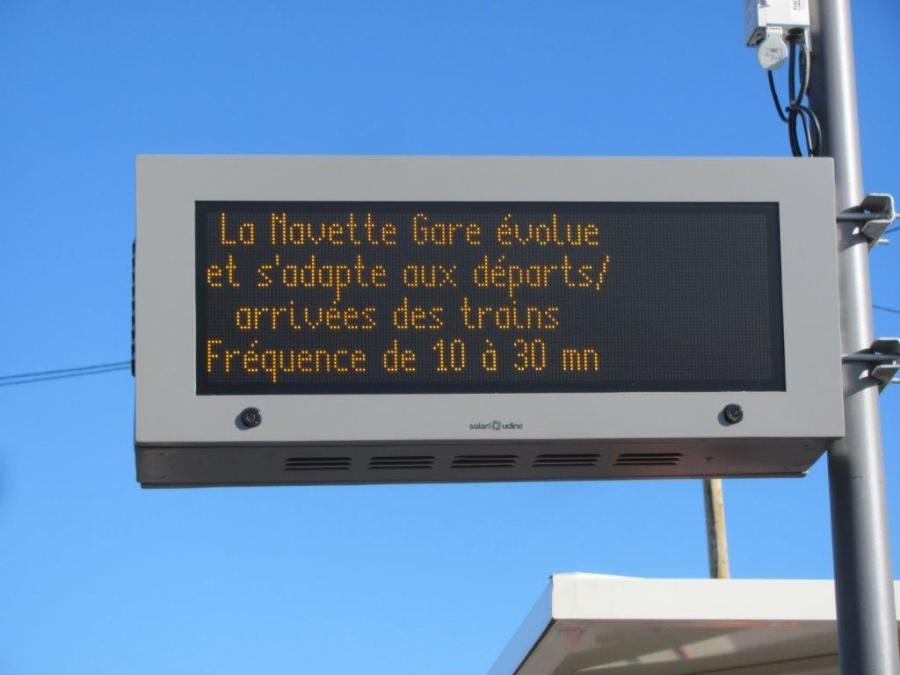 La Navette Gare évolue
et s'adapte aux départs/
arrivées des trains
Fréquence de 10 à 30 mn
solari udine